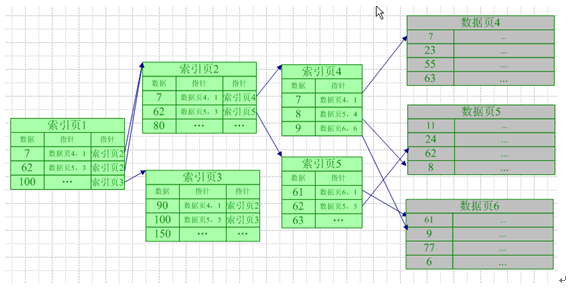 索引页1
数据 指针 指针
7 数据页4，1 索引页2
62 数据页5，3 索引页2
100 … 索引页3
索引页2
数据 指针 指针
7 数据页4，1 索引页4
62 数据页5，3 索引页5
80 … …
索引页3
数据 指针 指针
90 数据页4，1 索引页2
100 数据页5，3 索引页3
150 … …
索引页4
数据 指针
7 数据页4，1
8 数据页5，4
9 数据页6，6
索引页5
数据 指针
61 数据页6，1
62 数据页5，3
63 …
数据页4
7 ...
23 ...
55 ...
63 ...
数据页5
11 ...
24 ...
62 ...
8 ...
数据页6
61 ...
9 ...
77 ...
6 ...